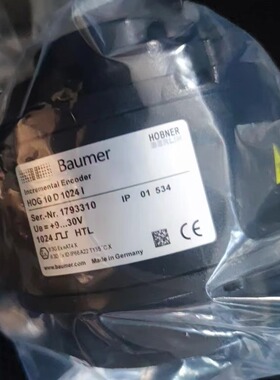 Baumer
HÜBNER
BERLIN
Incremental Encoder
HOG 10 D 1024 I
Ser.-Nr. 1793310
IP 01 534
UB = +9...30V
1024 HTL
CE
www.baumer.com
Made in Germany